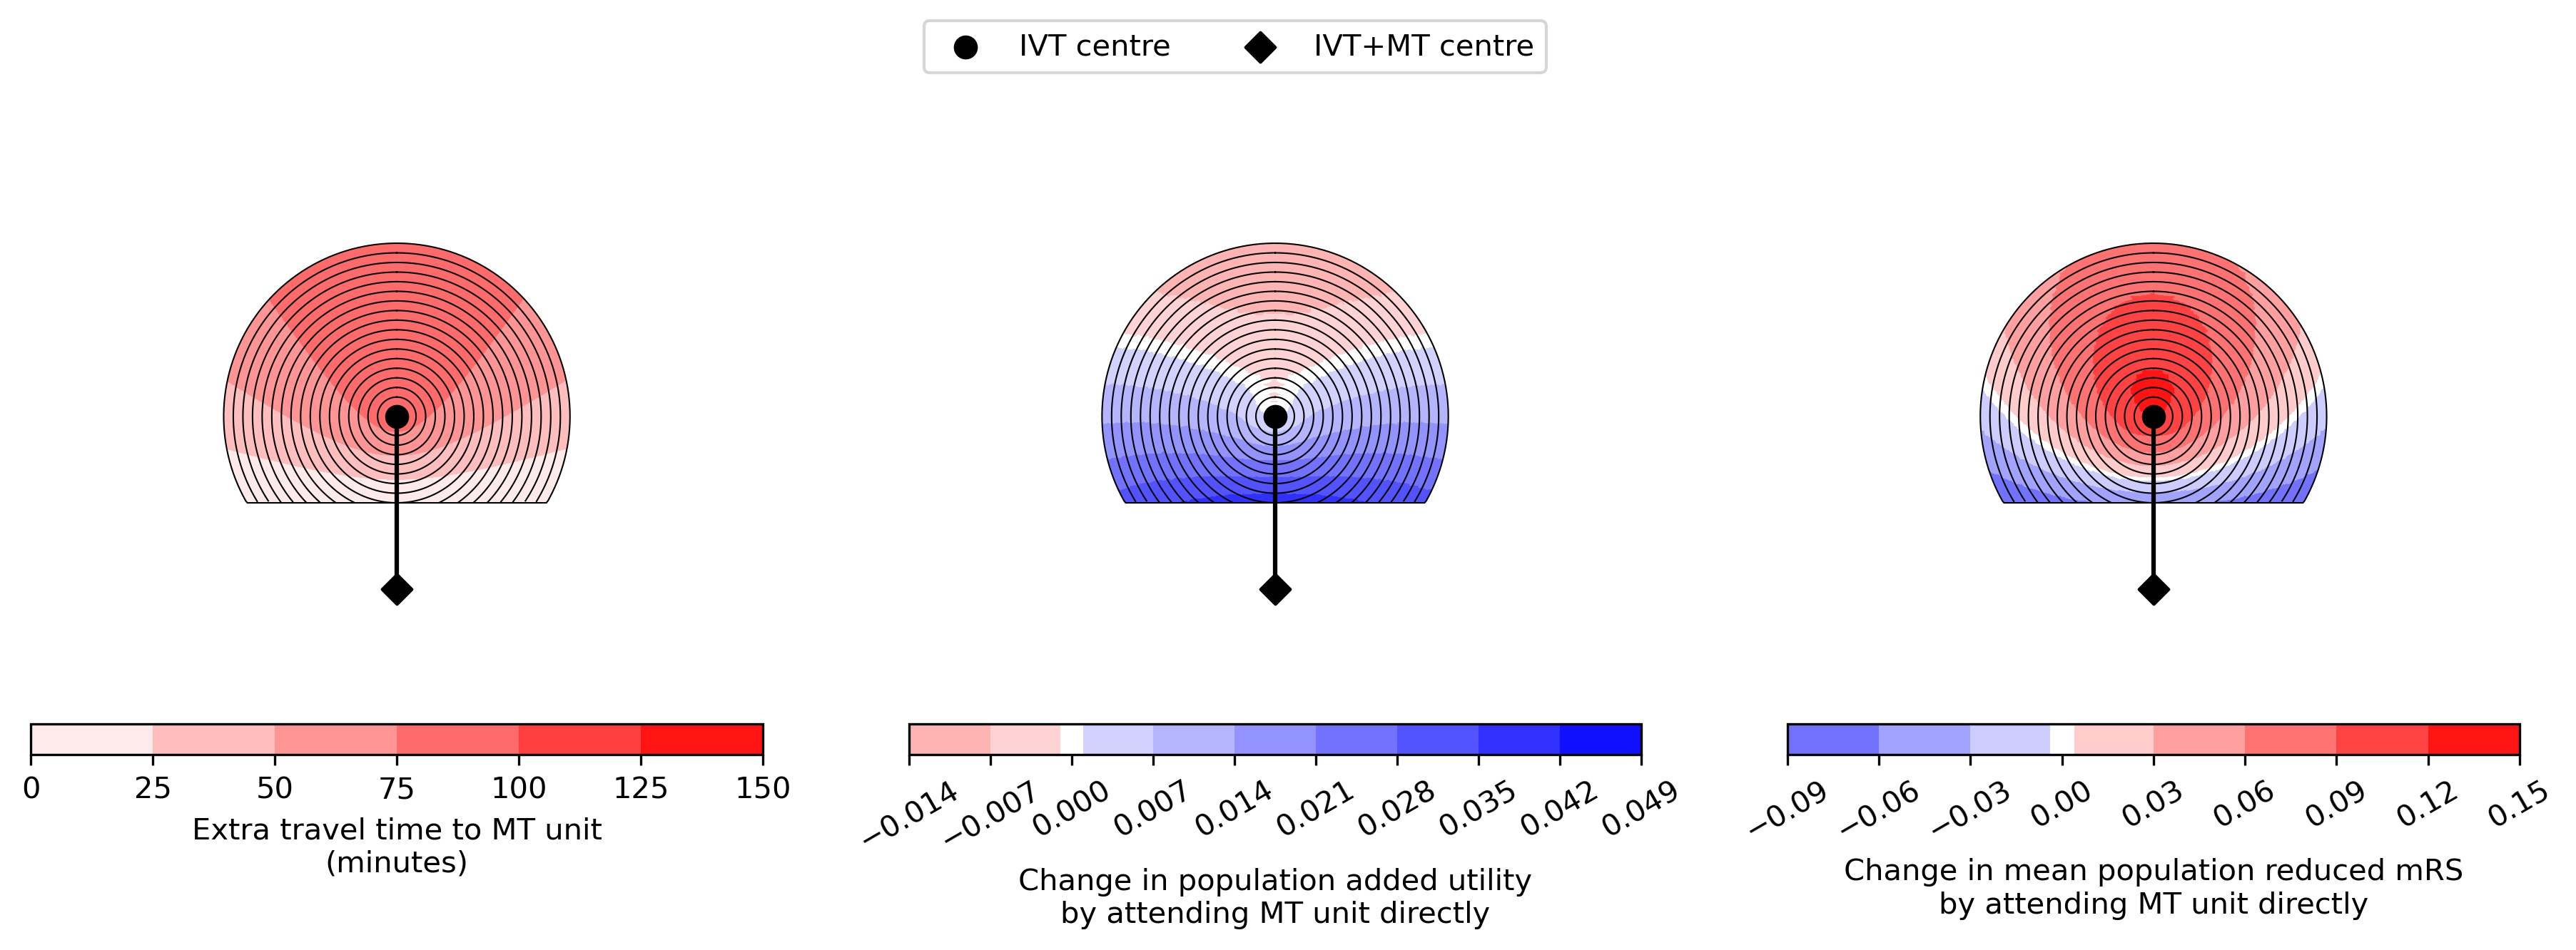 IVT centre IVT+MT centre
0 25 50 75 100 125 150
Extra travel time to MT unit
(minutes)
−0.014 −0.007 0.000 0.007 0.014 0.021 0.028 0.035 0.042 0.049
Change in population added utility
by attending MT unit directly
−0.09 −0.06 −0.03 0.00 0.03 0.06 0.09 0.12 0.15
Change in mean population reduced mRS
by attending MT unit directly